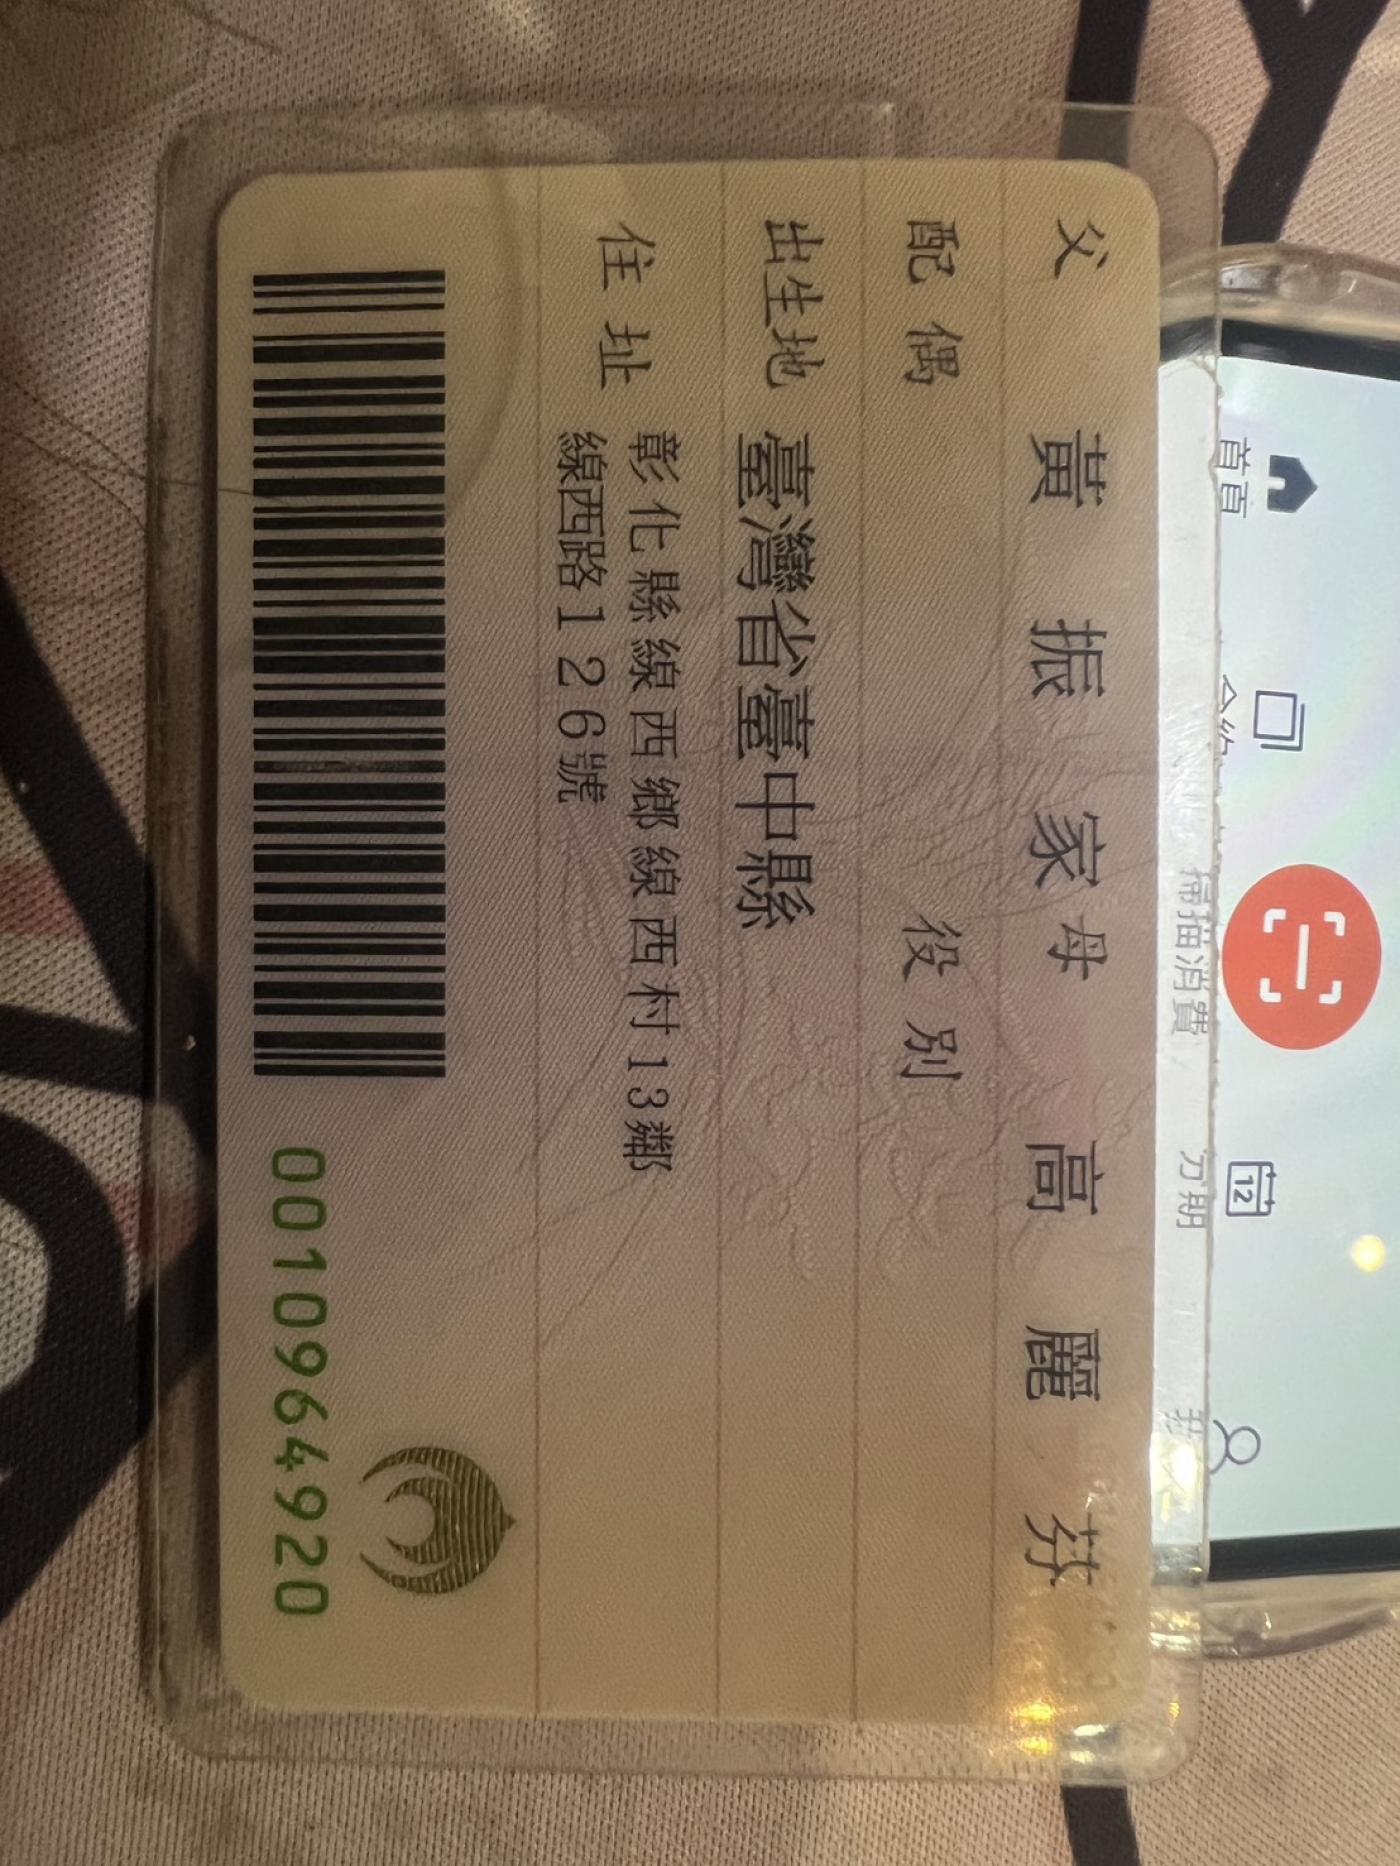 父 黃振家 母 高麗芬
配偶 役別
出生地 臺灣省臺中縣
住址 彰化縣線西鄉線西村13鄰
線西路126號
0010964920
首頁
掃描消費
分期
12